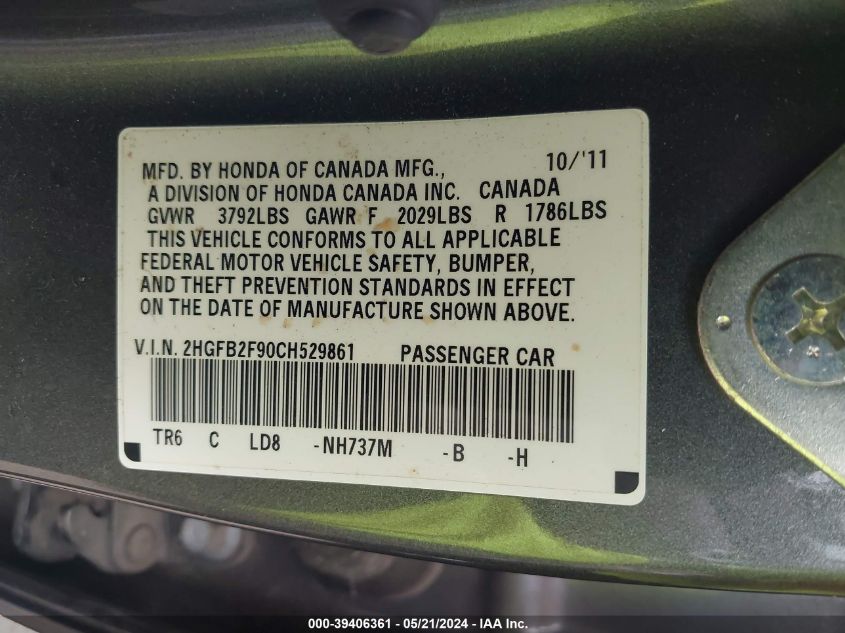 MFD. BY HONDA OF CANADA MFG., 10/'11
A DIVISION OF HONDA CANADA INC. CANADA
GVWR 3792LBS GAWR F 2029LBS R 1786LBS
THIS VEHICLE CONFORMS TO ALL APPLICABLE
FEDERAL MOTOR VEHICLE SAFETY, BUMPER,
AND THEFT PREVENTION STANDARDS IN EFFECT
ON THE DATE OF MANUFACTURE SHOWN ABOVE.
V.I.N. 2HGFB2F90CH529861 PASSENGER CAR
TR6 C LD8 -NH737M -B -H
000-39406361 - 05/21/2024 - IAA Inc.